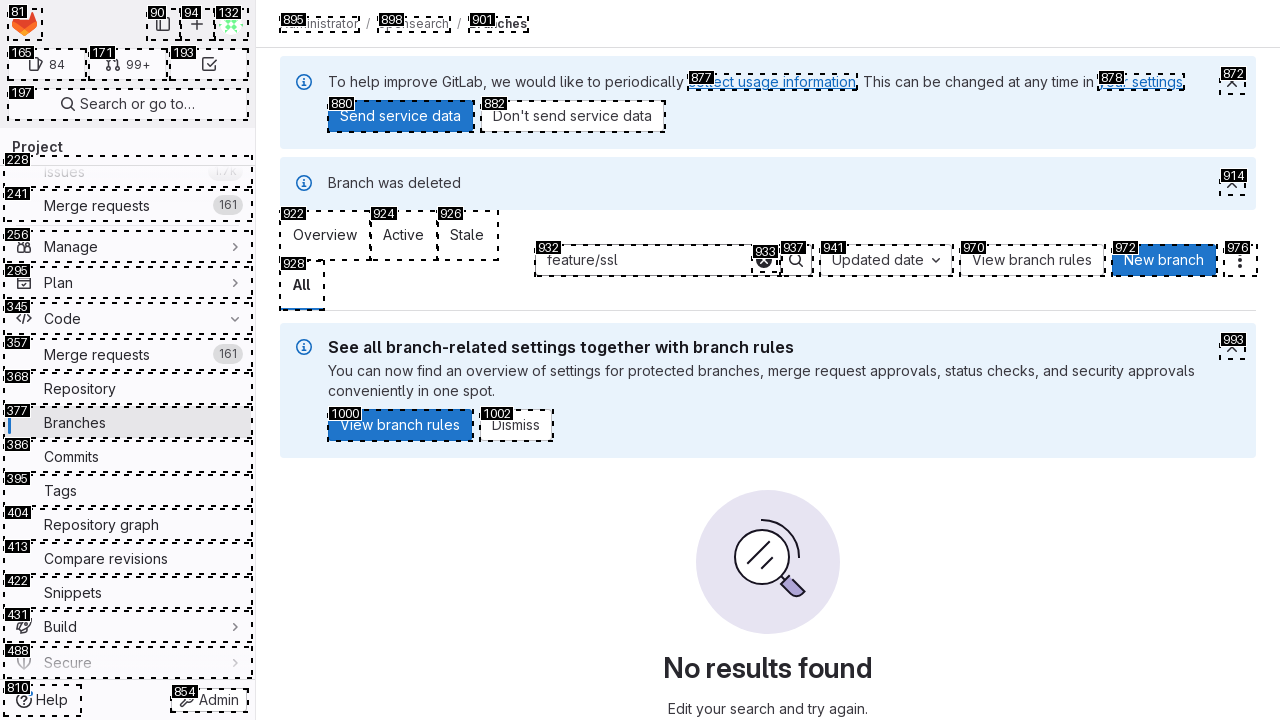 81
90
94
132
165
84
171
99+
193
197
Search or go to…
Project
228
Issues
1.7k
241
Merge requests
161
256
Manage
295
Plan
345
Code
357
Merge requests
161
368
Repository
377
Branches
386
Commits
395
Tags
404
Repository graph
413
Compare revisions
422
Snippets
431
Build
488
Secure
810
Help
854
Admin
895
898
901
Administrator / opensearch / Branches
To help improve GitLab, we would like to periodically collect usage information. This can be changed at any time in your settings.
877
878
872
880
Send service data
882
Don't send service data
Branch was deleted
914
922
Overview
924
Active
926
Stale
928
All
932
feature/ssl
933
937
941
Updated date
970
View branch rules
972
New branch
976
See all branch-related settings together with branch rules
993
You can now find an overview of settings for protected branches, merge request approvals, status checks, and security approvals
conveniently in one spot.
1000
View branch rules
1002
Dismiss
No results found
Edit your search and try again.